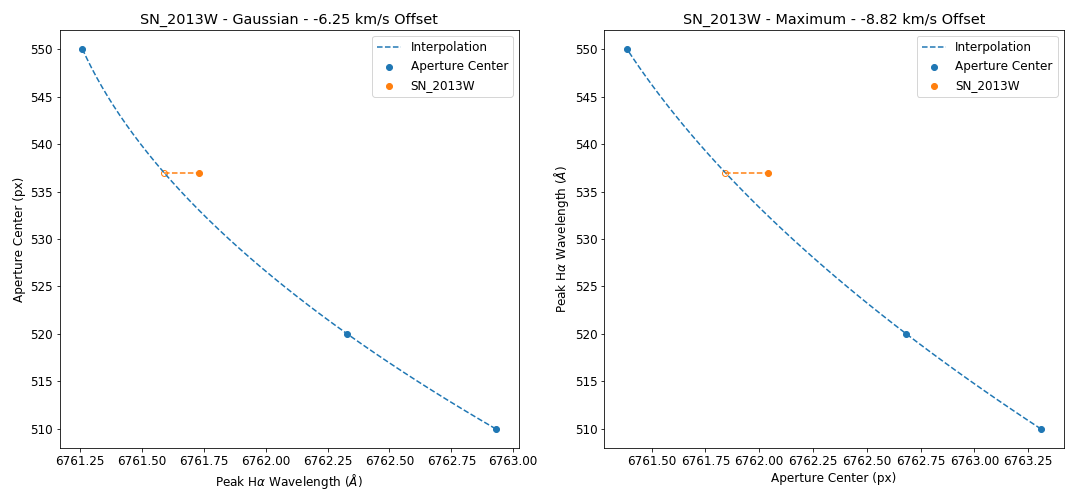 SN_2013W - Gaussian - -6.25 km/s Offset
Interpolation
Aperture Center
SN_2013W
550
545
540
535
530
525
520
515
510
Aperture Center (px)
6761.25 6761.50 6761.75 6762.00 6762.25 6762.50 6762.75 6763.00
Peak Hα Wavelength (Å)
SN_2013W - Maximum - -8.82 km/s Offset
Interpolation
Aperture Center
SN_2013W
550
545
540
535
530
525
520
515
510
Peak Hα Wavelength (Å)
6761.50 6761.75 6762.00 6762.25 6762.50 6762.75 6763.00 6763.25
Aperture Center (px)